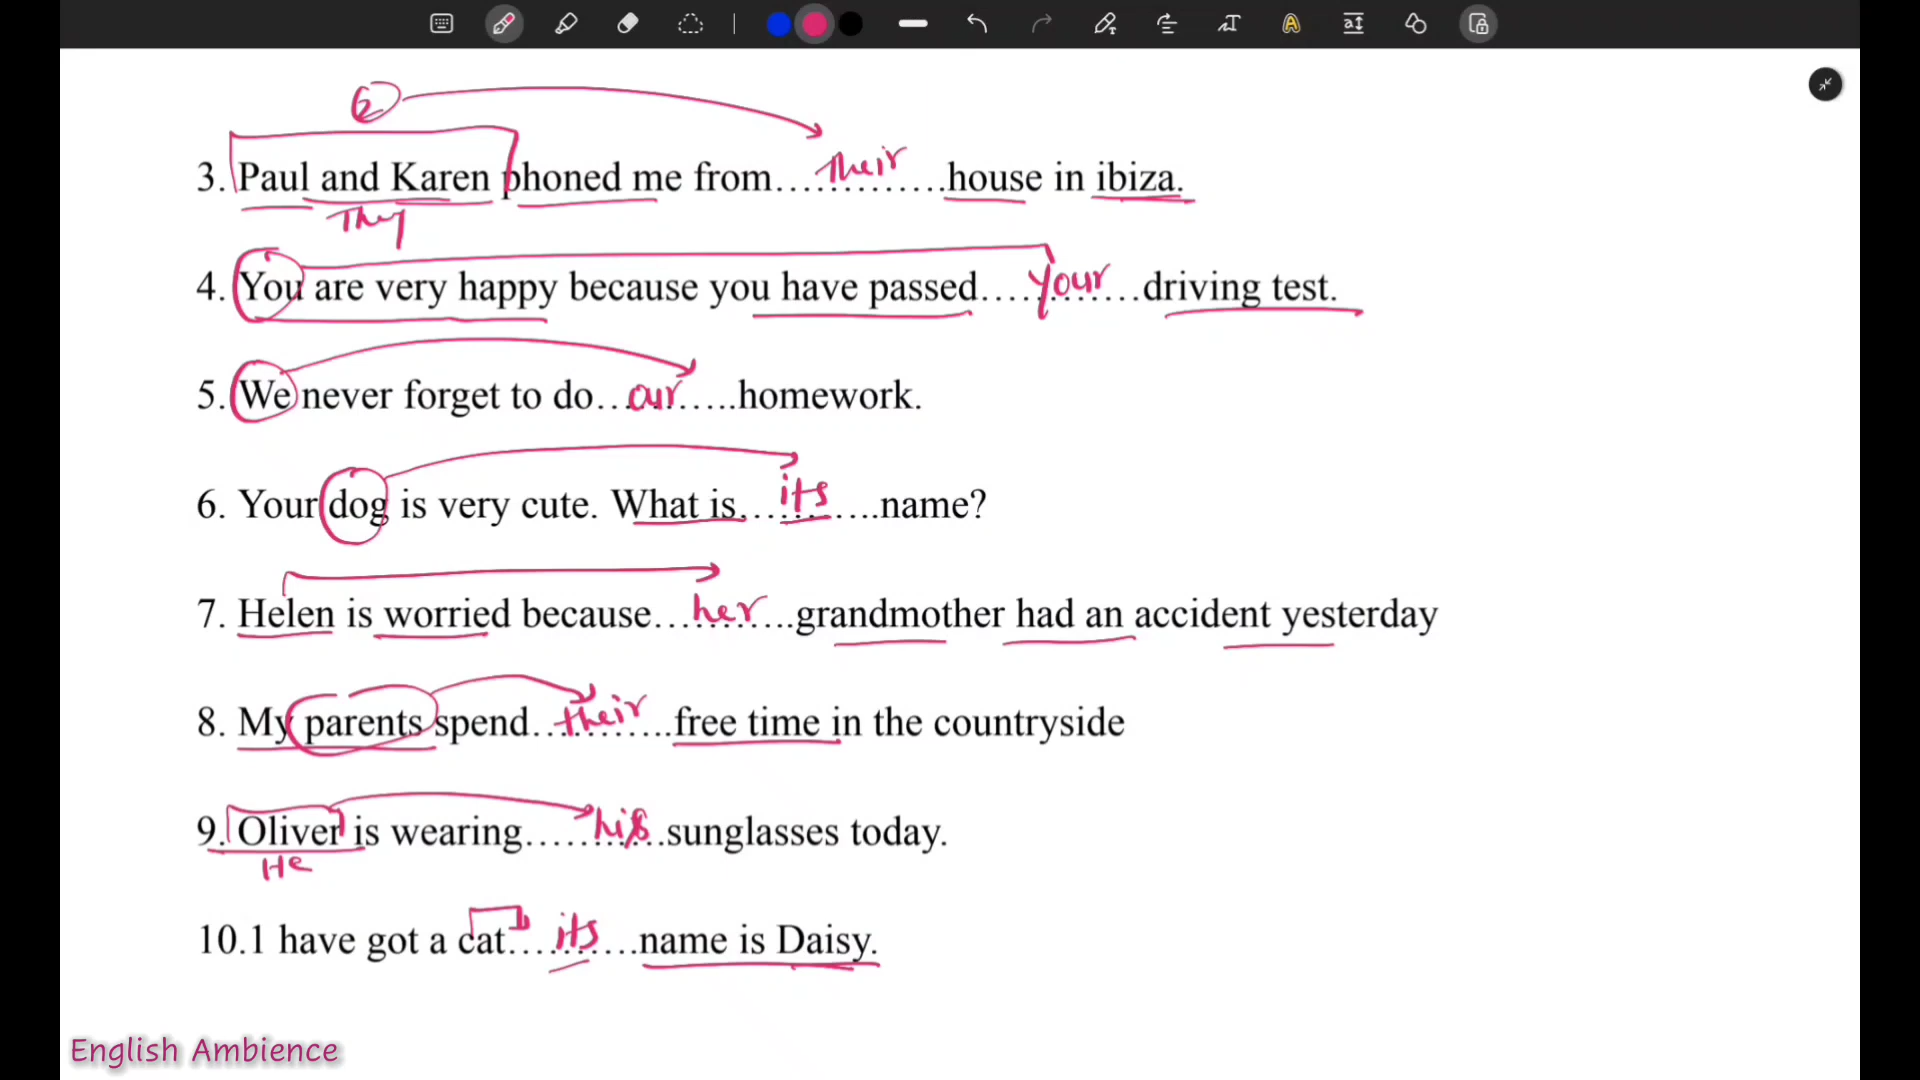 3. Paul and Karen phoned me from.....Their.....house in ibiza.
They
4. You are very happy because you have passed.....your.....driving test.
5. We never forget to do.....our.....homework.
6. Your dog is very cute. What is.....its.....name?
7. Helen is worried because.....her.....grandmother had an accident yesterday
8. My parents spend.....their.....free time in the countryside
9. Oliver is wearing.....his.....sunglasses today.
He
10.1 have got a cat.....its.....name is Daisy.
English Ambience